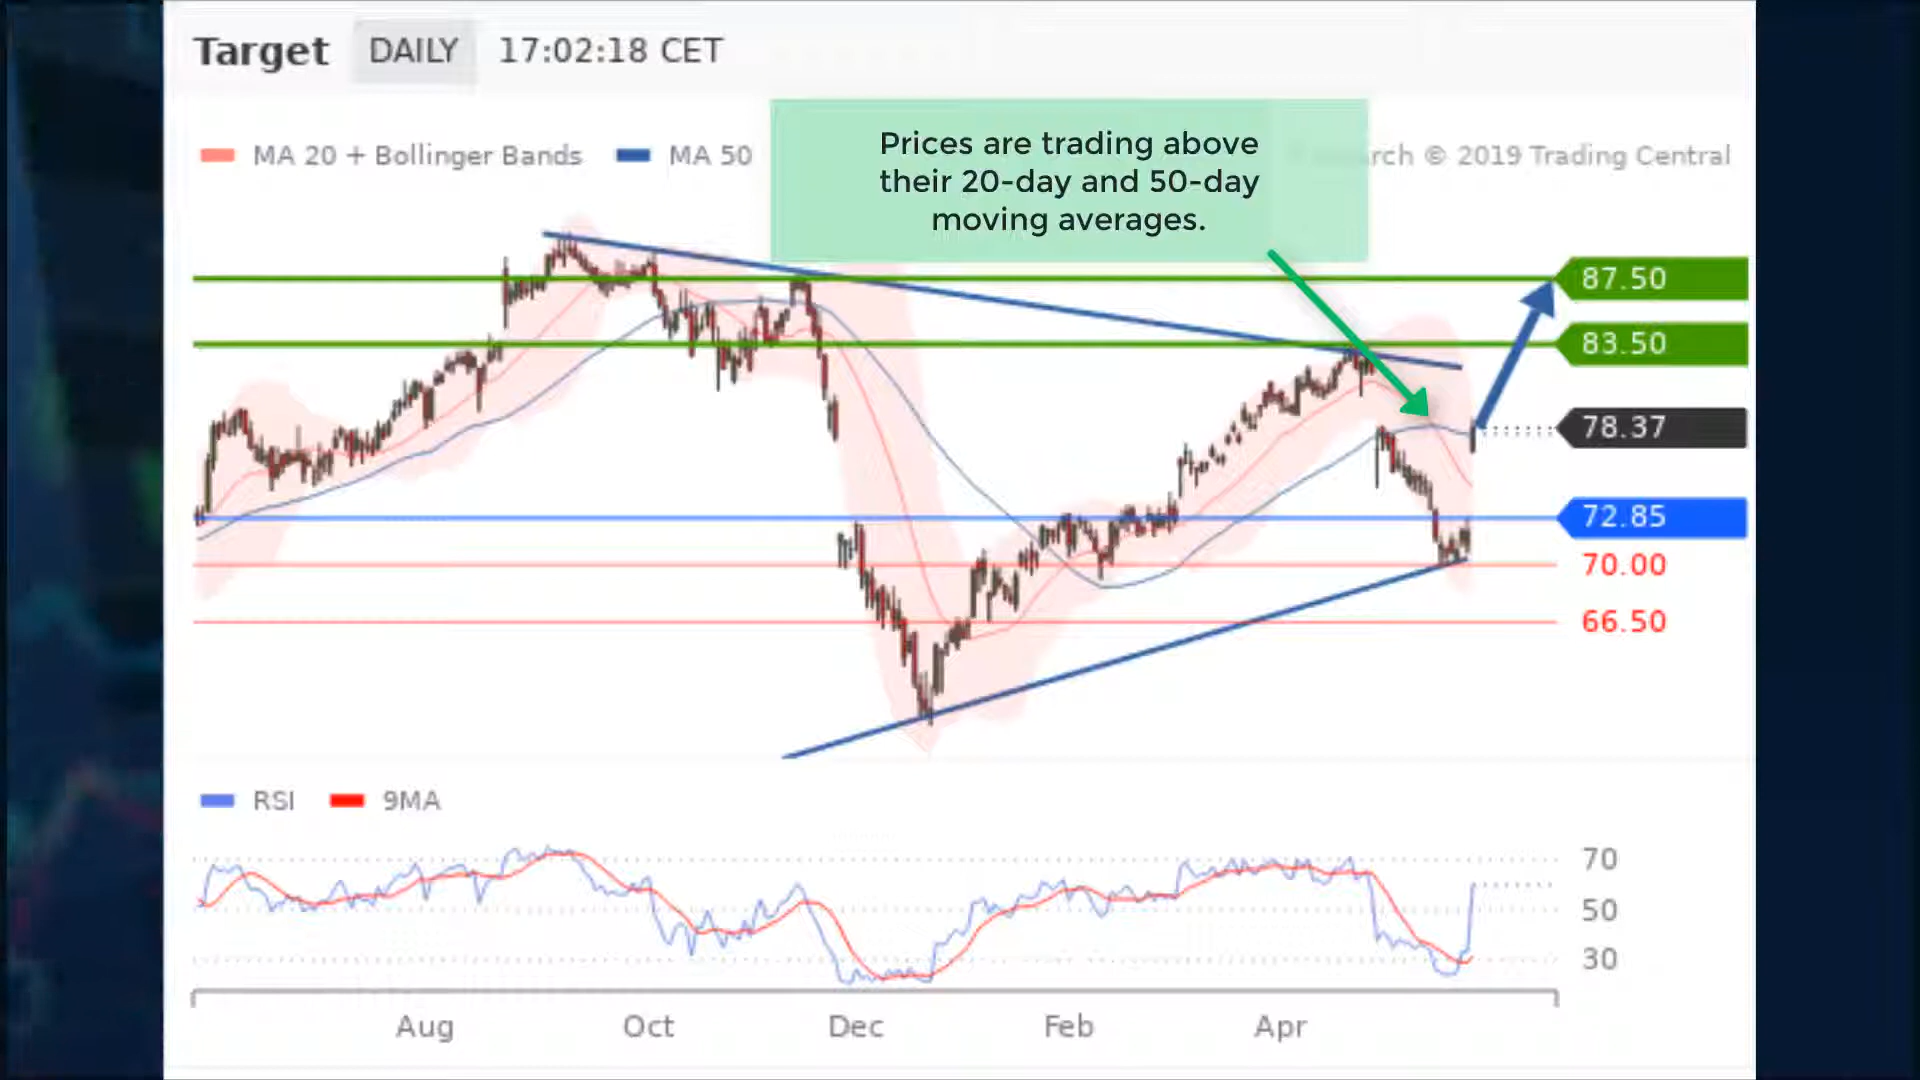 Target DAILY 17:02:18 CET
Prices are trading above
their 20-day and 50-day
moving averages.
MA 20 + Bollinger Bands MA 50
© 2019 Trading Central
87.50
83.50
78.37
72.85
70.00
66.50
RSI 9MA
70
50
30
Aug Oct Dec Feb Apr